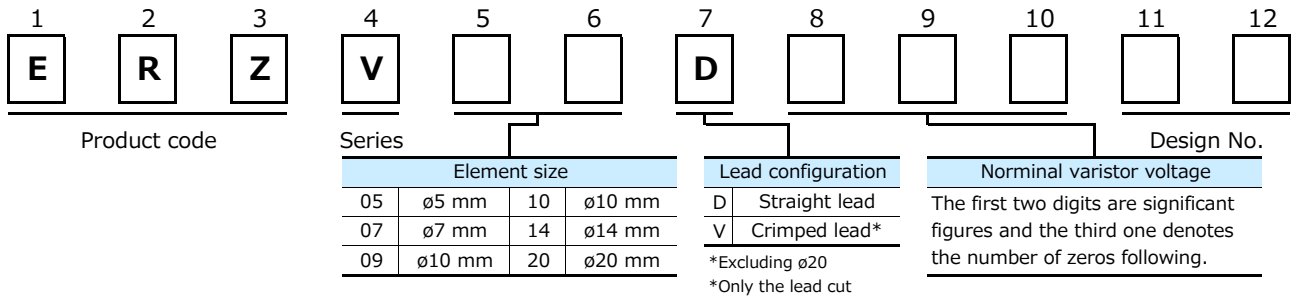 1 2 3 4 5 6 7 8 9 10 11 12
E R Z V D
Product code
Series
Design No.
Element size
05 ø5 mm 10 ø10 mm
07 ø7 mm 14 ø14 mm
09 ø10 mm 20 ø20 mm
Lead configuration
D Straight lead
V Crimped lead*
*Excluding ø20
*Only the lead cut
Norminal varistor voltage
The first two digits are significant
figures and the third one denotes
the number of zeros following.